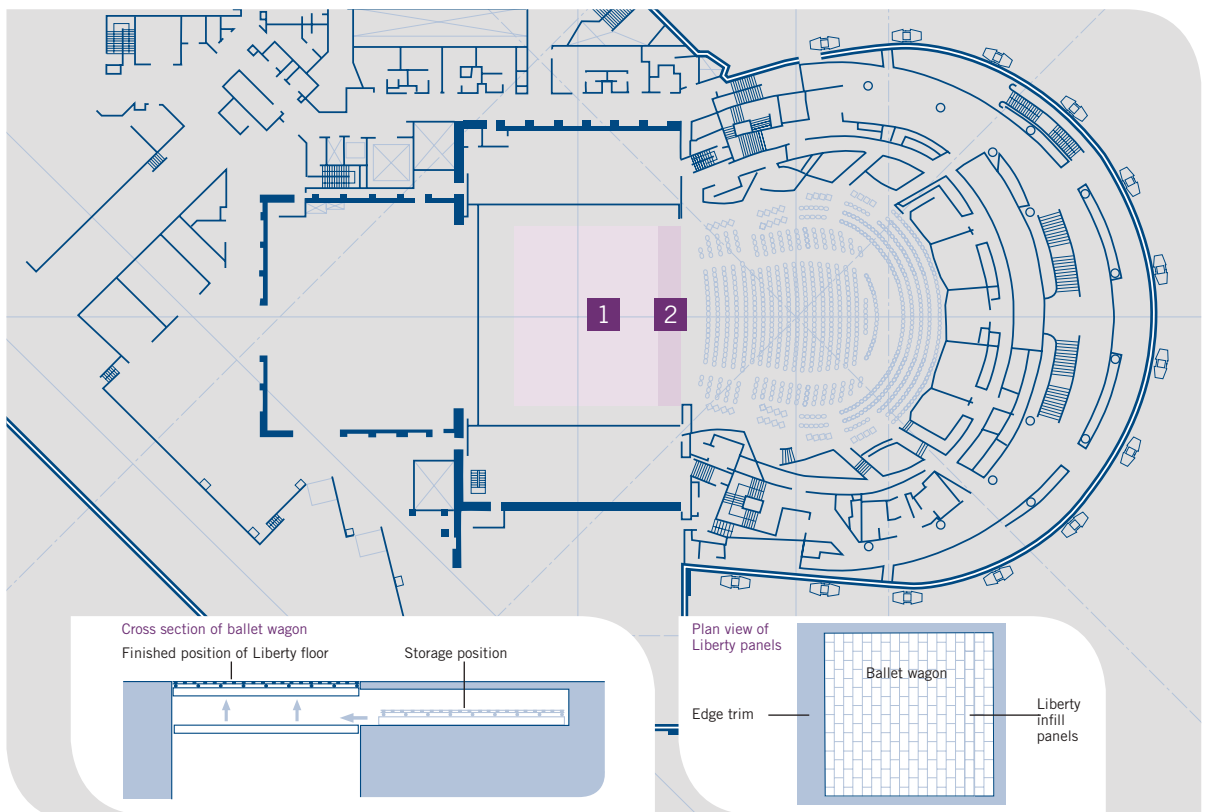 1
2
Cross section of ballet wagon
Finished position of Liberty floor
Storage position
Plan view of
Liberty panels
Ballet wagon
Edge trim
Liberty
infill
panels